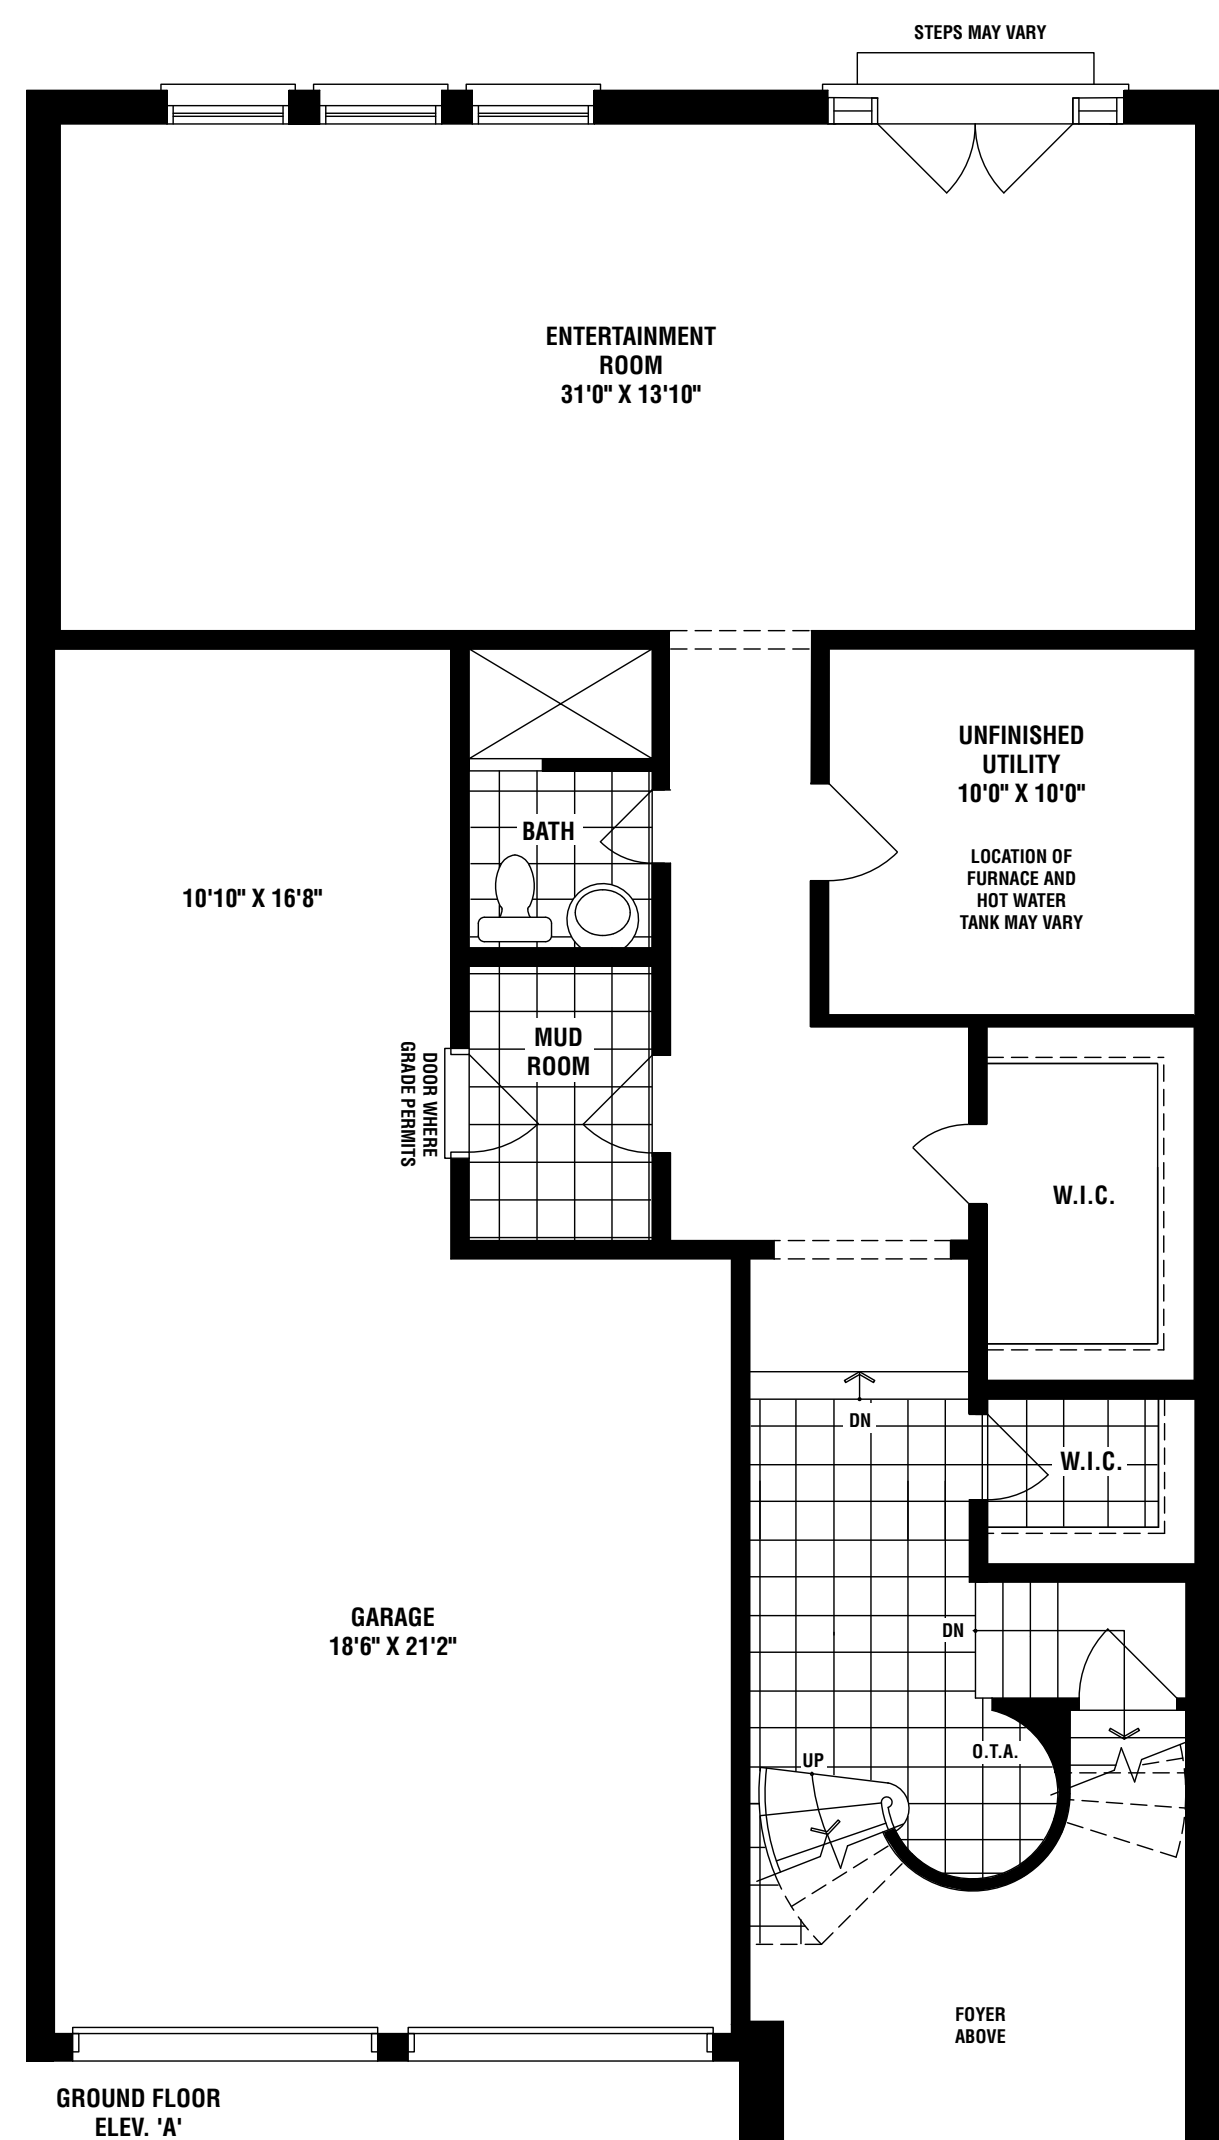 STEPS MAY VARY
ENTERTAINMENT
ROOM
31'0" X 13'10"
UNFINISHED
UTILITY
10'0" X 10'0"
LOCATION OF
FURNACE AND
HOT WATER
TANK MAY VARY
BATH
10'10" X 16'8"
MUD
ROOM
DOOR WHERE
GRADE PERMITS
W.I.C.
DN
W.I.C.
GARAGE
18'6" X 21'2"
DN
O.T.A.
UP
FOYER
ABOVE
GROUND FLOOR
ELEV. 'A'